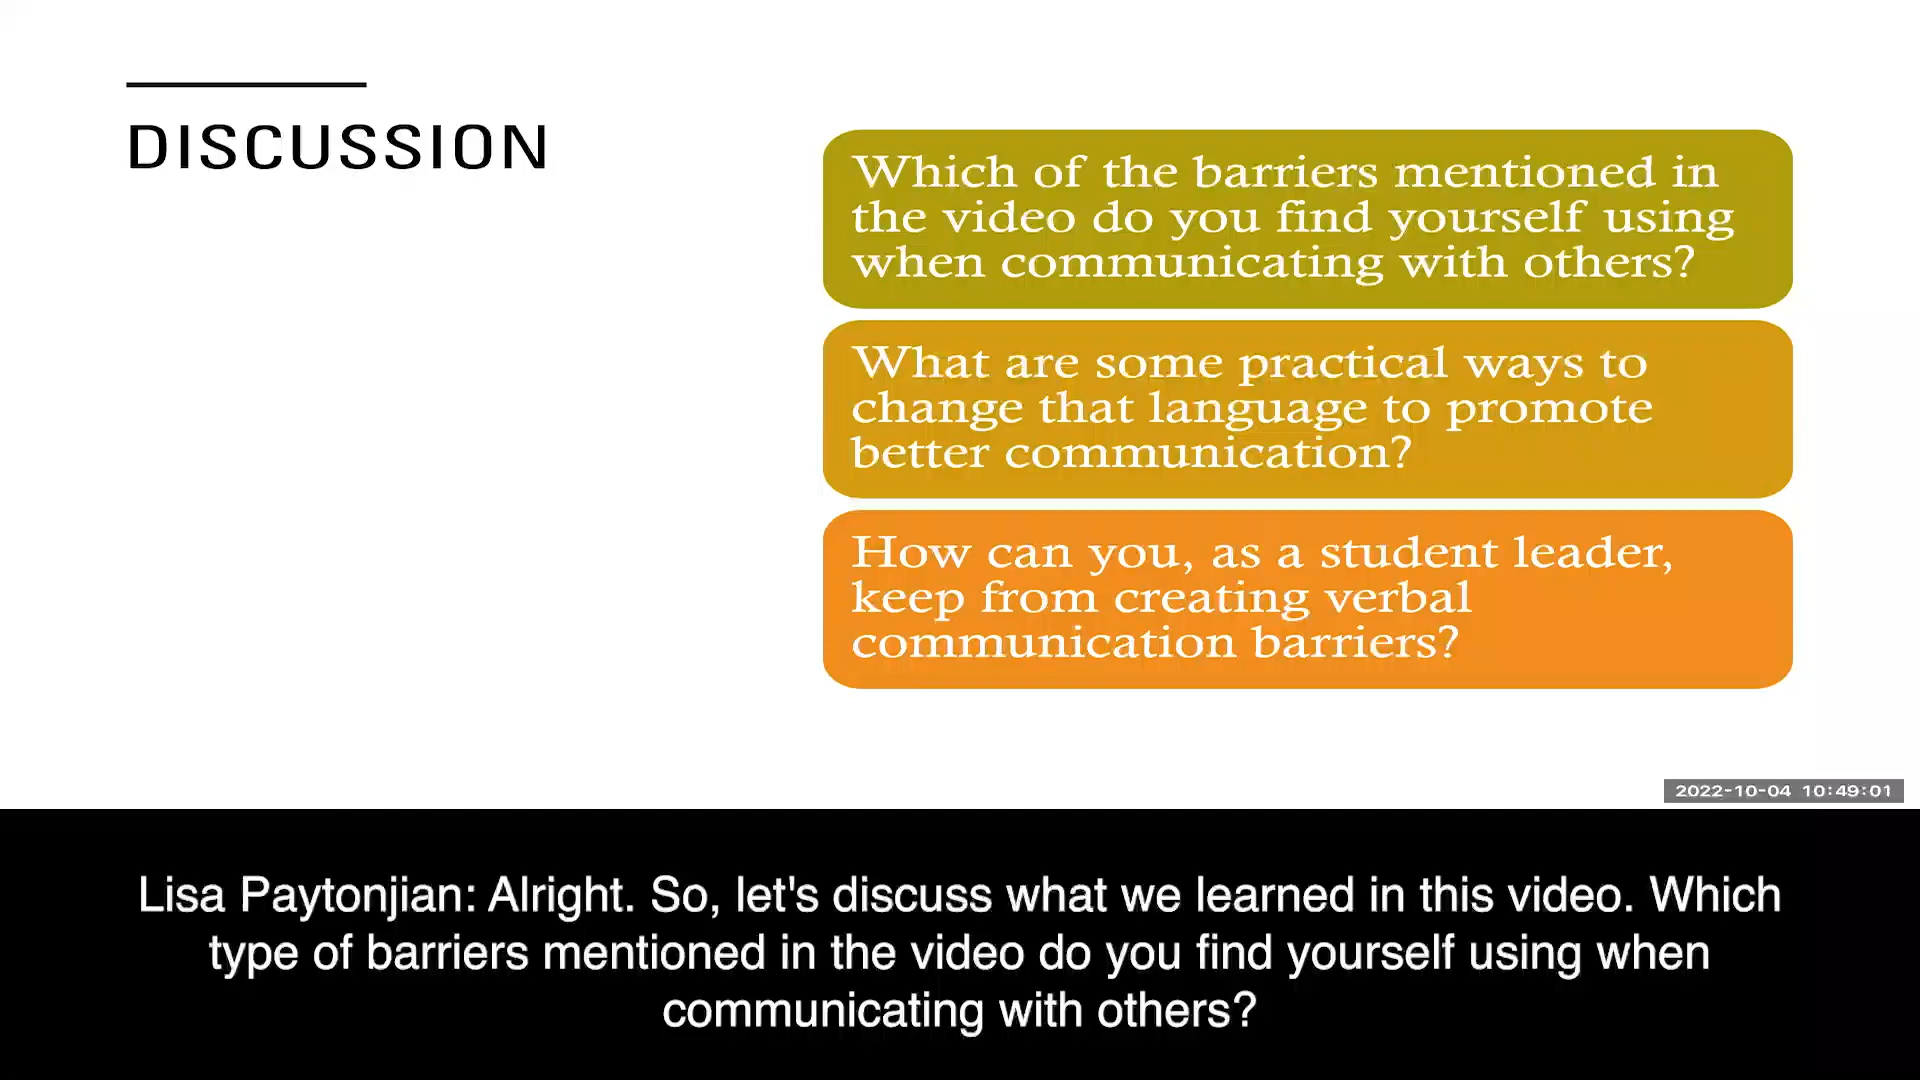 DISCUSSION
Which of the barriers mentioned in
the video do you find yourself using
when communicating with others?
What are some practical ways to
change that language to promote
better communication?
How can you, as a student leader,
keep from creating verbal
communication barriers?
2022-10-04 10:49:01
Lisa Paytonjian: Alright. So, let's discuss what we learned in this video. Which
type of barriers mentioned in the video do you find yourself using when
communicating with others?